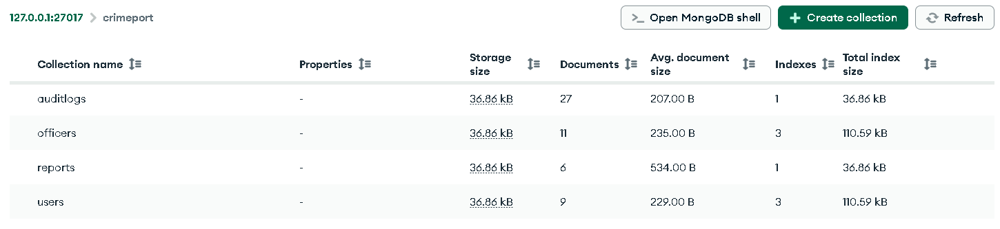 127.0.0.1:27017 > crimeport
>_ Open MongoDB shell + Create collection Refresh
Collection name Properties Storage size Documents Avg. document size Indexes Total index size
auditlogs - 36.86 kB 27 207.00 B 1 36.86 kB
officers - 36.86 kB 11 235.00 B 3 110.59 kB
reports - 36.86 kB 6 534.00 B 1 36.86 kB
users - 36.86 kB 9 229.00 B 3 110.59 kB